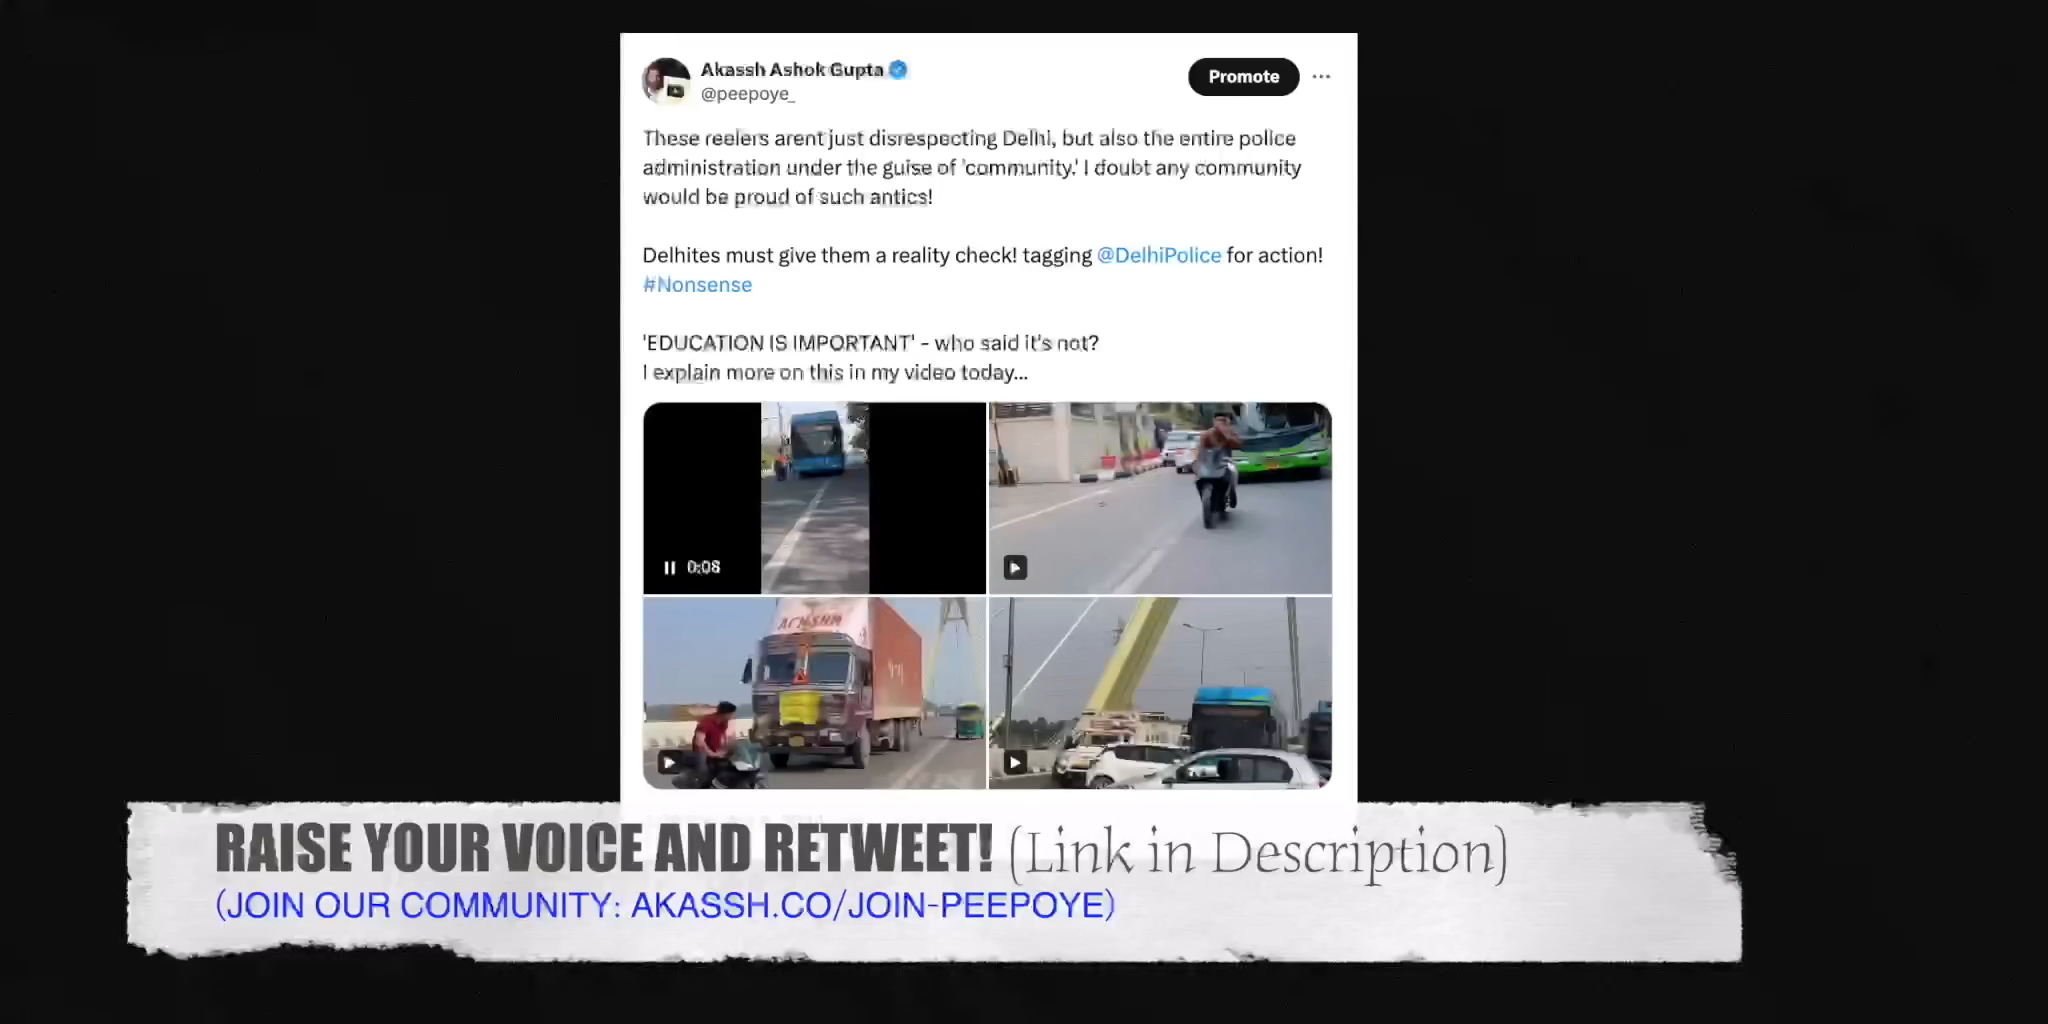 Akassh Ashok Gupta
@peepoye_
Promote
These reelers arent just disrespecting Delhi, but also the entire police
administration under the guise of 'community.' I doubt any community
would be proud of such antics!
Delhites must give them a reality check! tagging @DelhiPolice for action!
#Nonsense
'EDUCATION IS IMPORTANT' - who said it's not?
I explain more on this in my video today...
0:08
RAISE YOUR VOICE AND RETWEET! (Link in Description)
(JOIN OUR COMMUNITY: AKASSH.CO/JOIN-PEEPOYE)